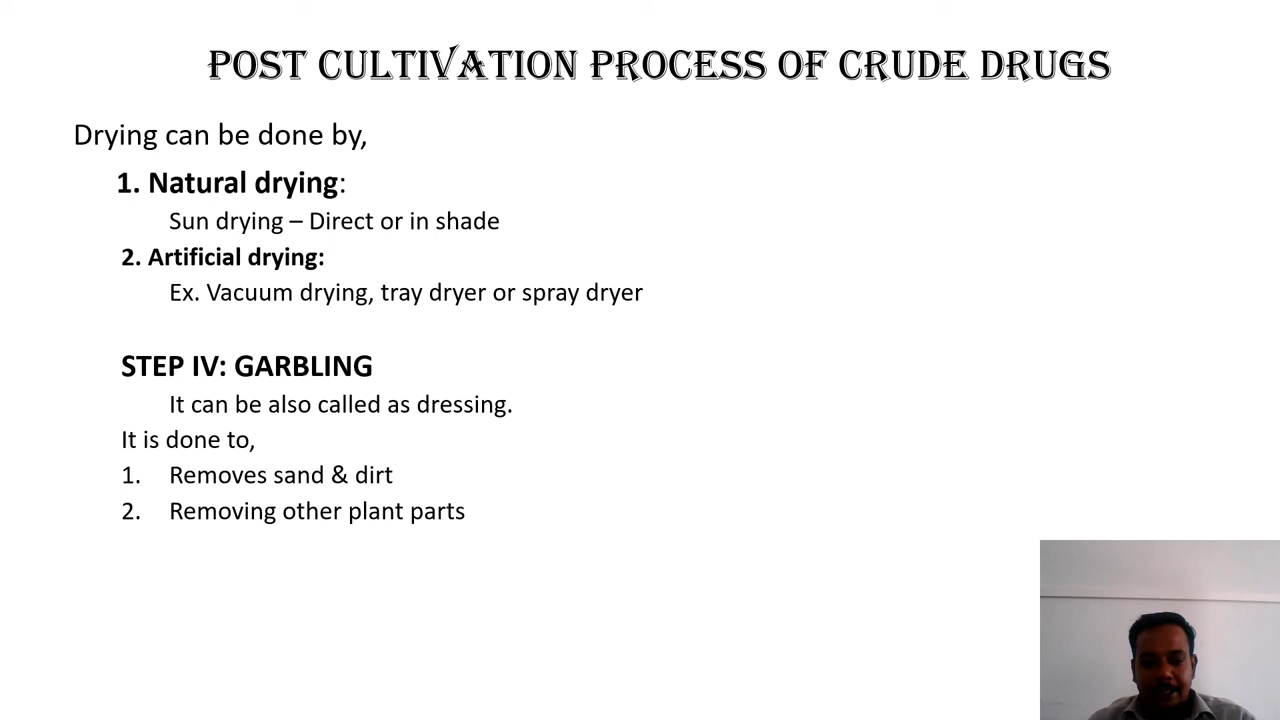 POST CULTIVATION PROCESS OF CRUDE DRUGS
Drying can be done by,
1. Natural drying:
Sun drying – Direct or in shade
2. Artificial drying:
Ex. Vacuum drying, tray dryer or spray dryer
STEP IV: GARBLING
It can be also called as dressing.
It is done to,
1. Removes sand & dirt
2. Removing other plant parts